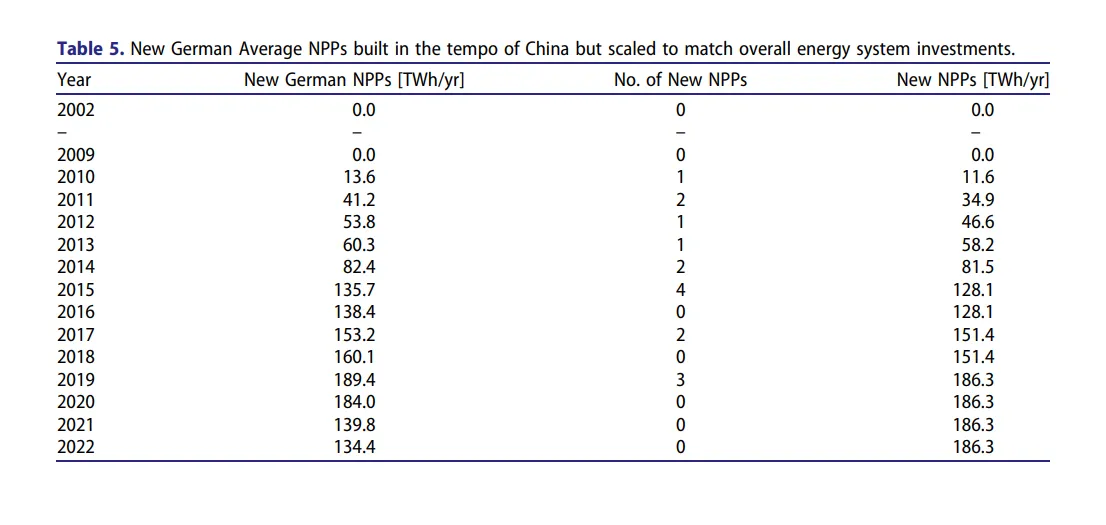 Table 5. New German Average NPPs built in the tempo of China but scaled to match overall energy system investments.
Year New German NPPs [TWh/yr] No. of New NPPs New NPPs [TWh/yr]
2002 0.0 0 0.0
– – – –
2009 0.0 0 0.0
2010 13.6 1 11.6
2011 41.2 2 34.9
2012 53.8 1 46.6
2013 60.3 1 58.2
2014 82.4 2 81.5
2015 135.7 4 128.1
2016 138.4 0 128.1
2017 153.2 2 151.4
2018 160.1 0 151.4
2019 189.4 3 186.3
2020 184.0 0 186.3
2021 139.8 0 186.3
2022 134.4 0 186.3